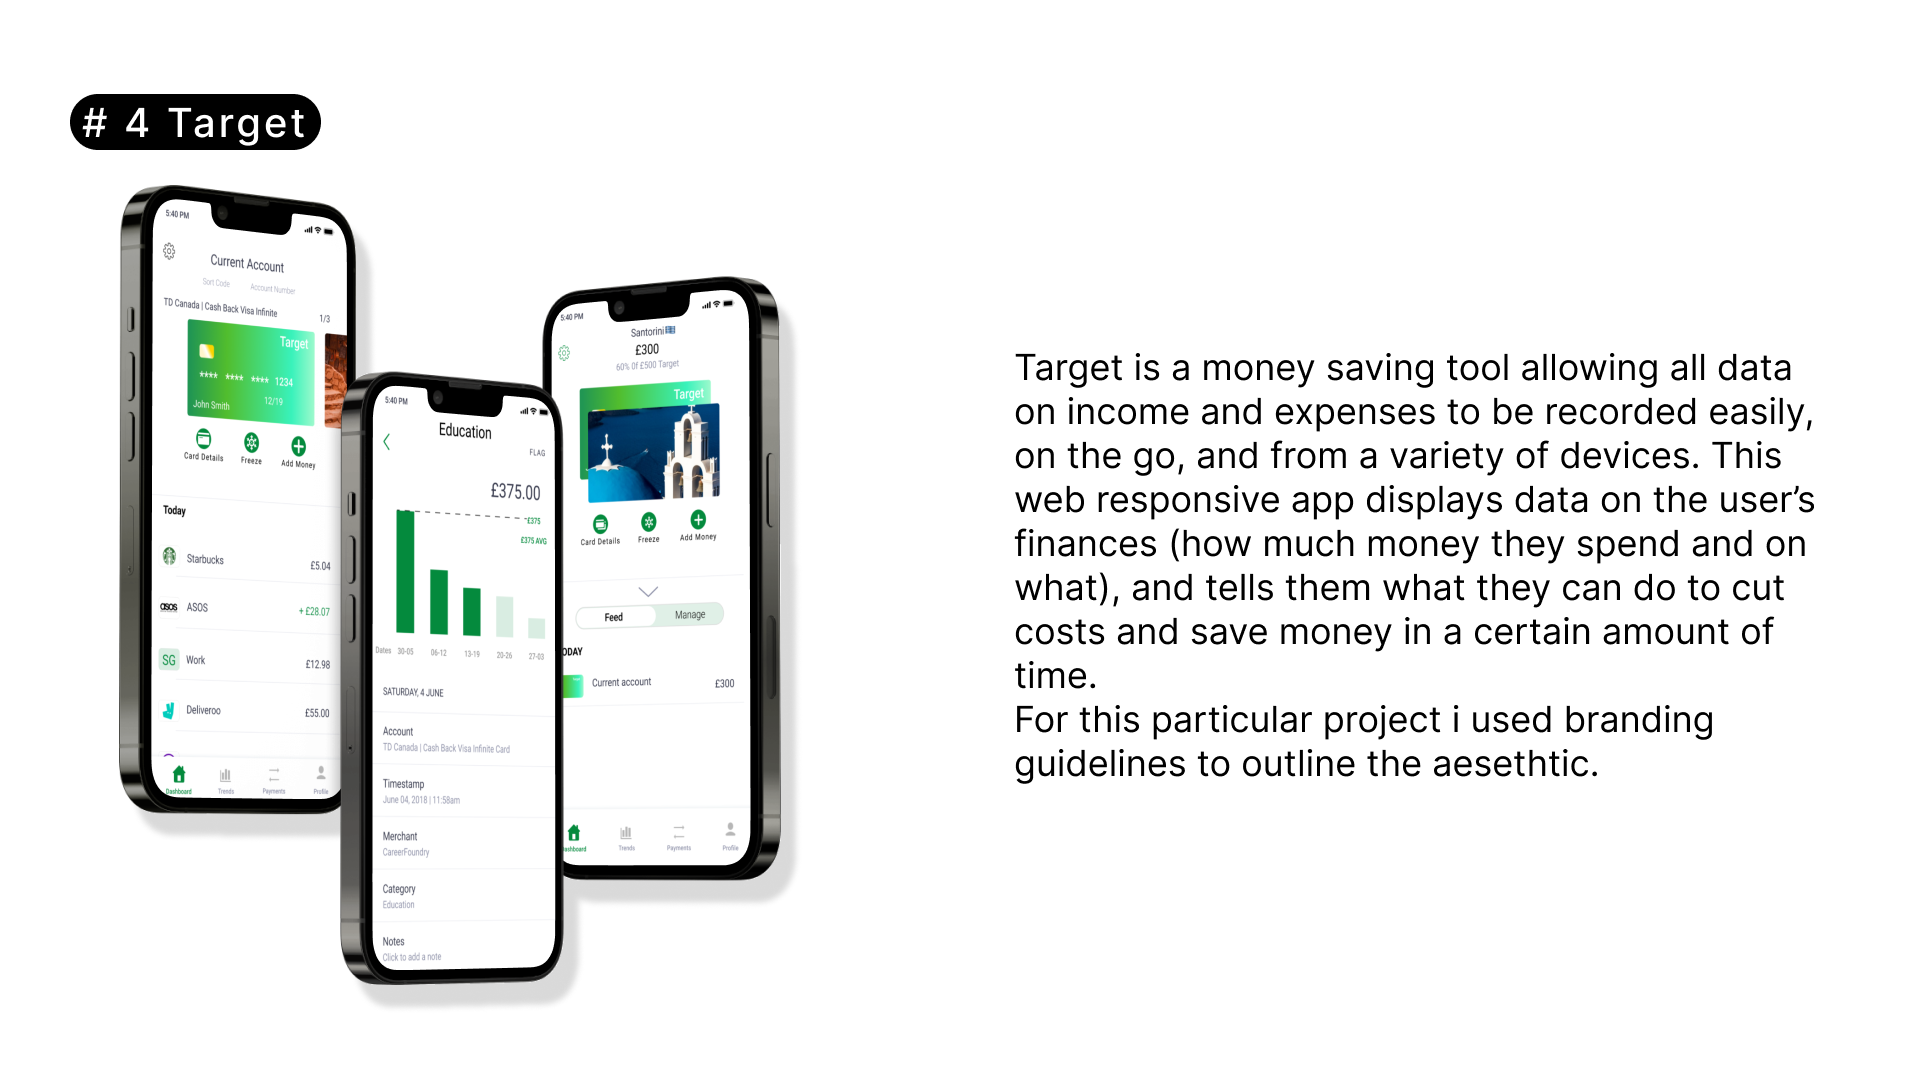 # 4 Target
5:40 PM
Current Account
Sort Code Account Number
TD Canada | Cash Back Visa Infinite
1/3
Target
**** **** **** 1234
John Smith 12/19
Card Details Freeze Add Money
Today
Starbucks £5.04
asos ASOS + £28.07
SG Work £12.98
Deliveroo £55.00
Dashboard Trends Payments Profile
5:40 PM
Education
FLAG
£375.00
-£375
£375 AVG
Dates 30-05 06-12 13-19 20-26 27-03
SATURDAY, 4 JUNE
Account
TD Canada | Cash Back Visa Infinite Card
Timestamp
June 04, 2018 | 11:58am
Merchant
CareerFoundry
Category
Education
Notes
Click to add a note
5:40 PM
Santorini
£300
60% Of £500 Target
Target
Card Details Freeze Add Money
Feed Manage
ODAY
Current account £300
ashboard Trends Payments Profile
Target is a money saving tool allowing all data
on income and expenses to be recorded easily,
on the go, and from a variety of devices. This
web responsive app displays data on the user’s
finances (how much money they spend and on
what), and tells them what they can do to cut
costs and save money in a certain amount of
time.
For this particular project i used branding
guidelines to outline the aesethtic.